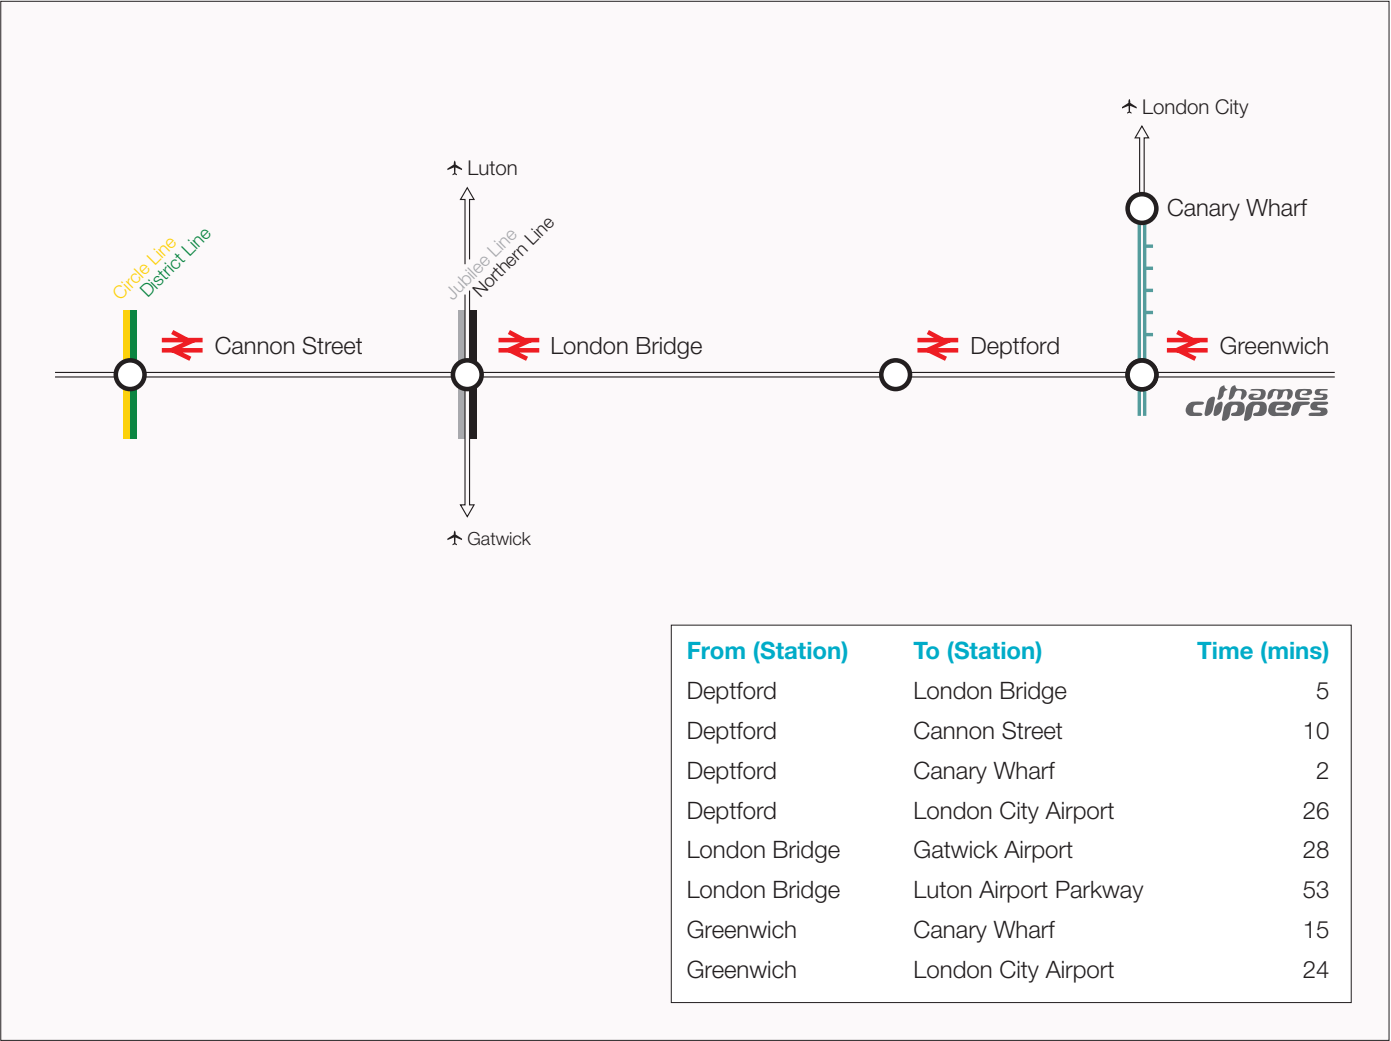 London City
Luton
Canary Wharf
Circle Line
District Line
Jubilee Line
Northern Line
Cannon Street
London Bridge
Deptford
Greenwich
thames
clippers
Gatwick
From (Station) To (Station) Time (mins)
Deptford London Bridge 5
Deptford Cannon Street 10
Deptford Canary Wharf 2
Deptford London City Airport 26
London Bridge Gatwick Airport 28
London Bridge Luton Airport Parkway 53
Greenwich Canary Wharf 15
Greenwich London City Airport 24